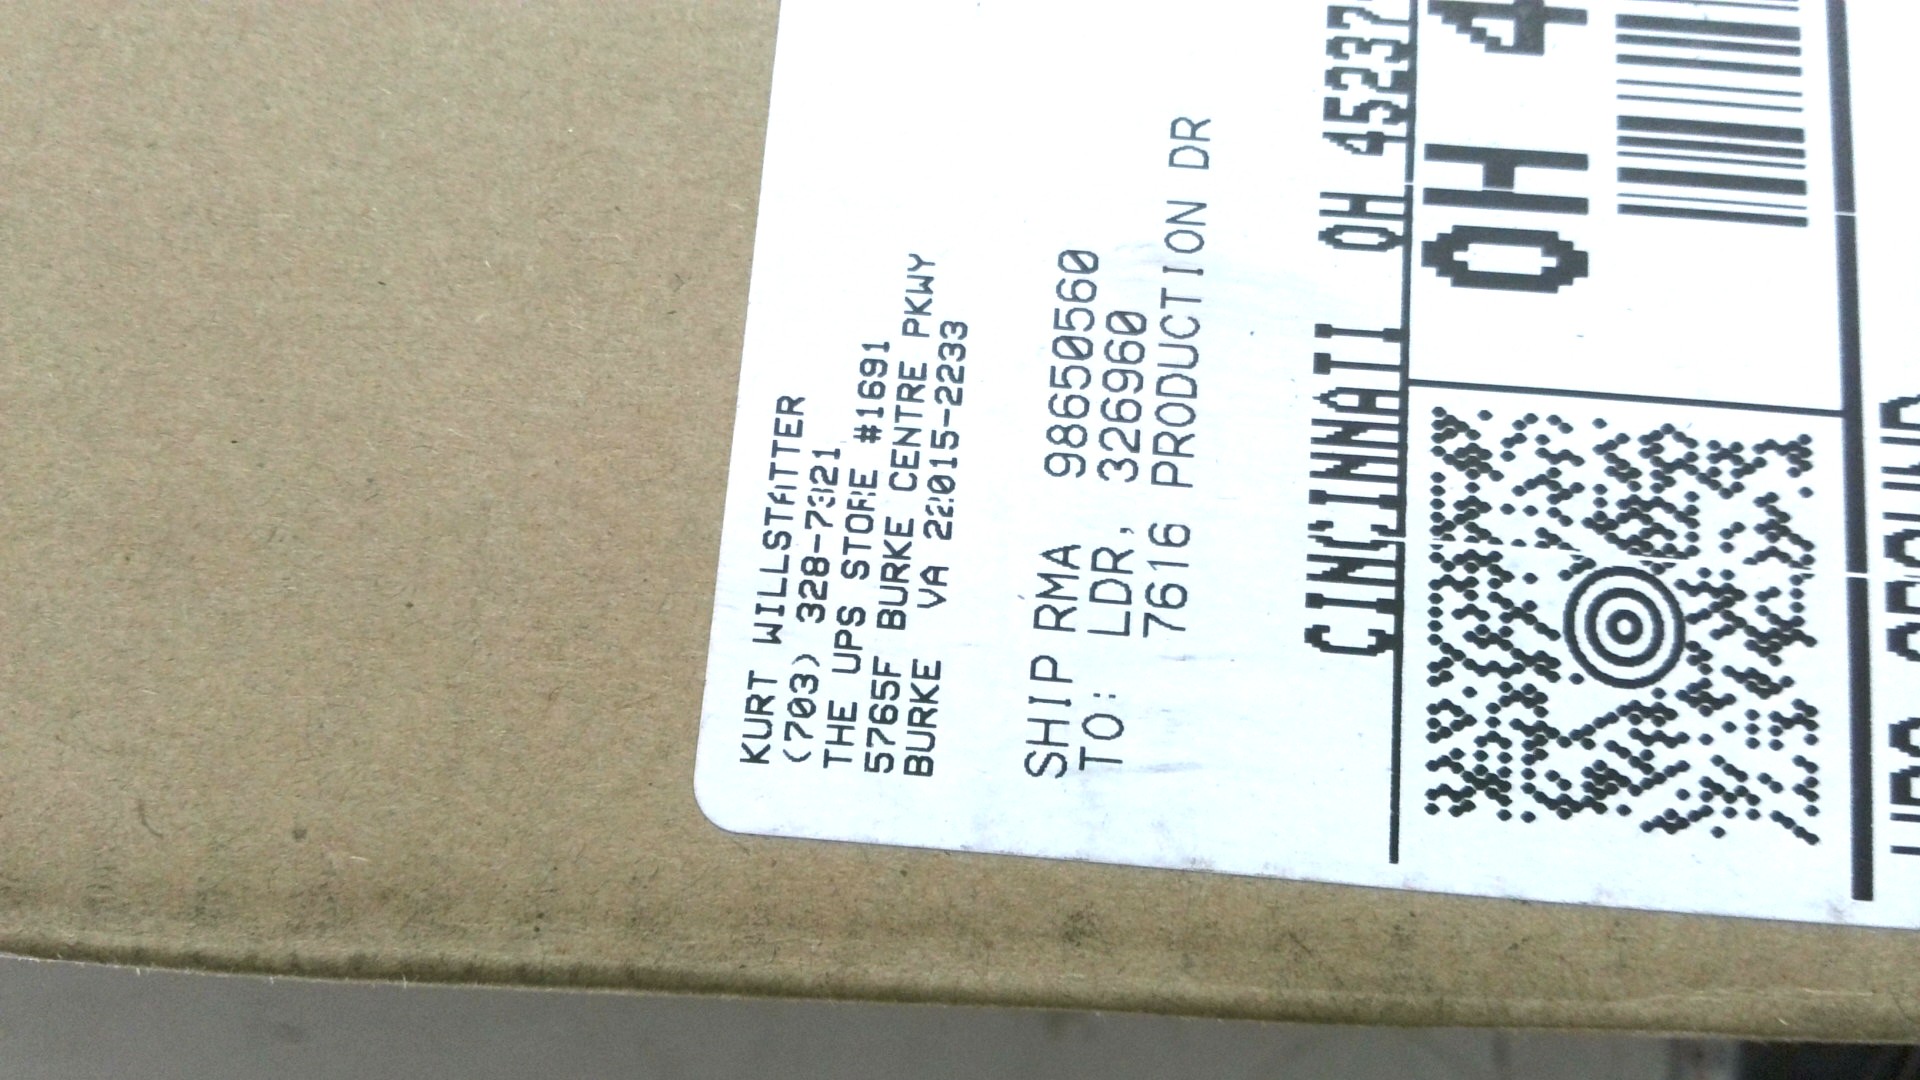 KURT WILLSTATTER
(703) 328-7321
THE UPS STORE #1691
5765F BURKE CENTRE PKWY
BURKE VA 22015-2233
SHIP RMA 98650560
TO: LDR, 326960
7616 PRODUCTION DR
CINCINNATI OH 45237
OH 4